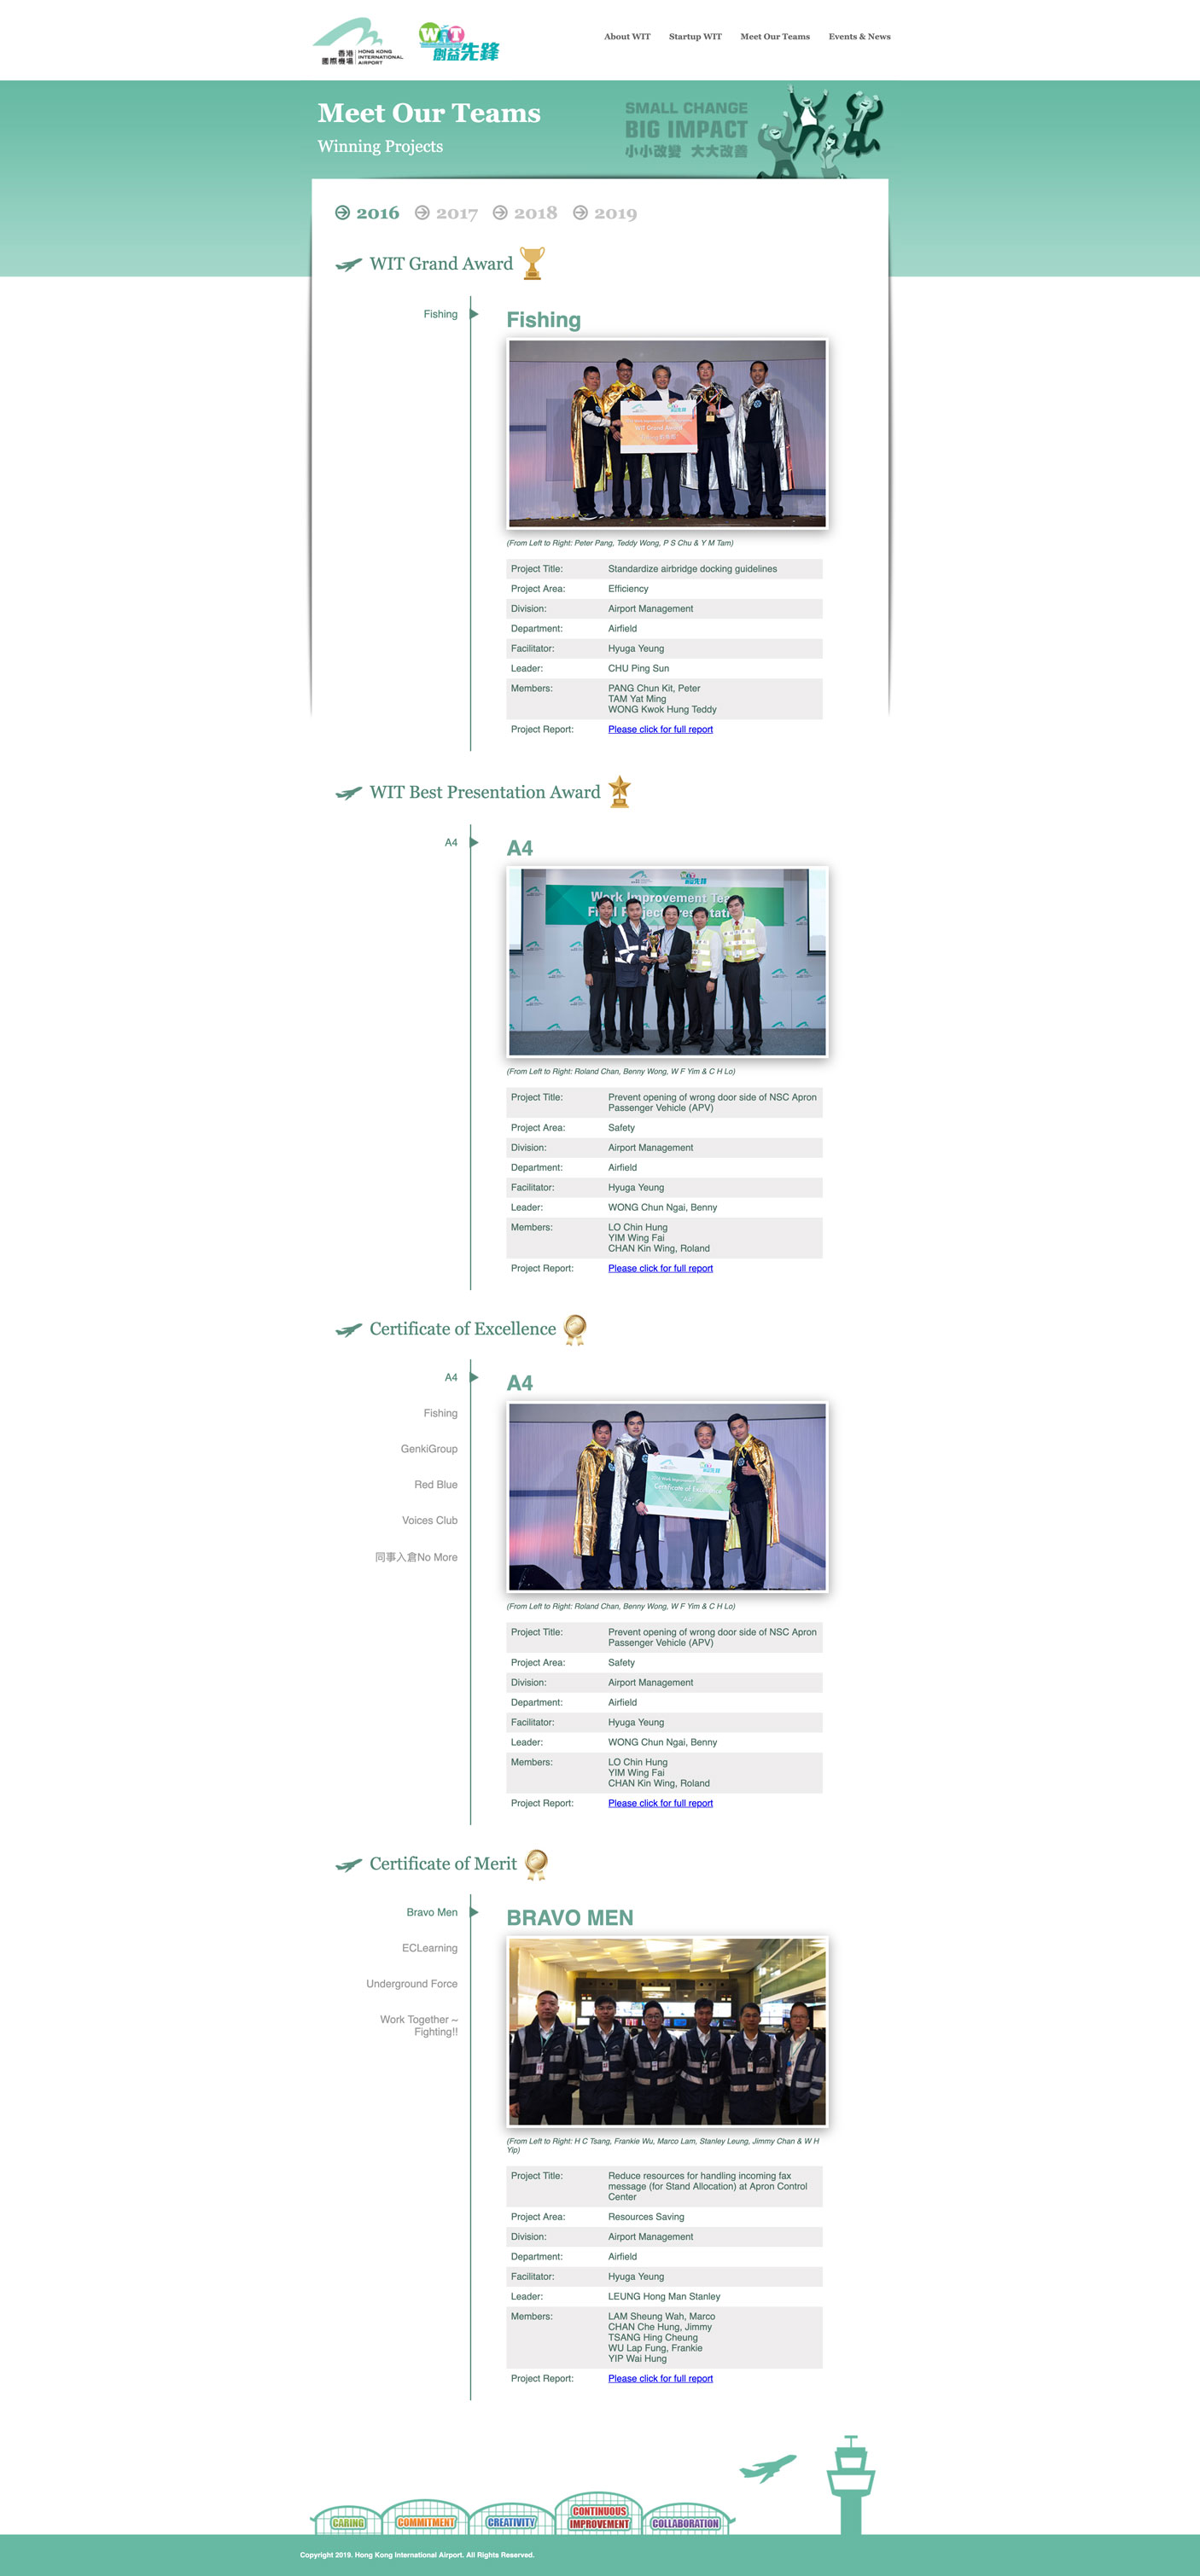 香港
國際機場
HONG KONG
INTERNATIONAL
AIRPORT
WiT
創益先鋒
About WIT
Startup WIT
Meet Our Teams
Events & News
Meet Our Teams
Winning Projects
SMALL CHANGE
BIG IMPACT
小小改變 大大改善
2016 2017 2018 2019
WIT Grand Award
Fishing
Fishing
WIT Grand Award
(From Left to Right: Peter Pang, Teddy Wong, P S Chu & Y M Tam)
Project Title: Standardize airbridge docking guidelines
Project Area: Efficiency
Division: Airport Management
Department: Airfield
Facilitator: Hyuga Yeung
Leader: CHU Ping Sun
Members: PANG Chun Kit, Peter
TAM Yat Ming
WONG Kwok Hung Teddy
Project Report: Please click for full report
WIT Best Presentation Award
A4
A4
WiT
創益先鋒
Work Improvement
(From Left to Right: Roland Chan, Benny Wong, W F Yim & C H Lo)
Project Title: Prevent opening of wrong door side of NSC Apron
Passenger Vehicle (APV)
Project Area: Safety
Division: Airport Management
Department: Airfield
Facilitator: Hyuga Yeung
Leader: WONG Chun Ngai, Benny
Members: LO Chin Hung
YIM Wing Fai
CHAN Kin Wing, Roland
Project Report: Please click for full report
Certificate of Excellence
A4
Fishing
GenkiGroup
Red Blue
Voices Club
同事入倉No More
A4
Certificate of Excellence
A4
(From Left to Right: Roland Chan, Benny Wong, W F Yim & C H Lo)
Project Title: Prevent opening of wrong door side of NSC Apron
Passenger Vehicle (APV)
Project Area: Safety
Division: Airport Management
Department: Airfield
Facilitator: Hyuga Yeung
Leader: WONG Chun Ngai, Benny
Members: LO Chin Hung
YIM Wing Fai
CHAN Kin Wing, Roland
Project Report: Please click for full report
Certificate of Merit
Bravo Men
ECLearning
Underground Force
Work Together ~
Fighting!!
BRAVO MEN
(From Left to Right: H C Tsang, Frankie Wu, Marco Lam, Stanley Leung, Jimmy Chan & W H
Yip)
Project Title: Reduce resources for handling incoming fax
message (for Stand Allocation) at Apron Control
Center
Project Area: Resources Saving
Division: Airport Management
Department: Airfield
Facilitator: Hyuga Yeung
Leader: LEUNG Hong Man Stanley
Members: LAM Sheung Wah, Marco
CHAN Che Hung, Jimmy
TSANG Hing Cheung
WU Lap Fung, Frankie
YIP Wai Hung
Project Report: Please click for full report
CARING
COMMITMENT
CREATIVITY
CONTINUOUS
IMPROVEMENT
COLLABORATION
Copyright 2019. Hong Kong International Airport. All Rights Reserved.